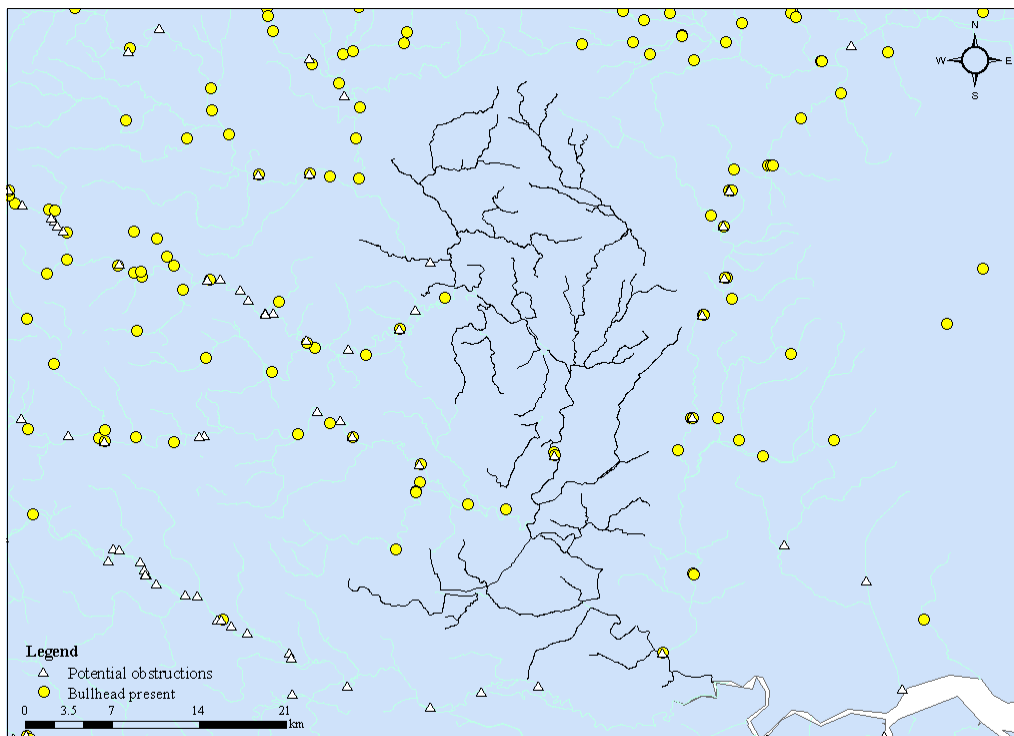 N
W E
S
Legend
Potential obstructions
Bullhead present
0 3.5 7 14 21
km